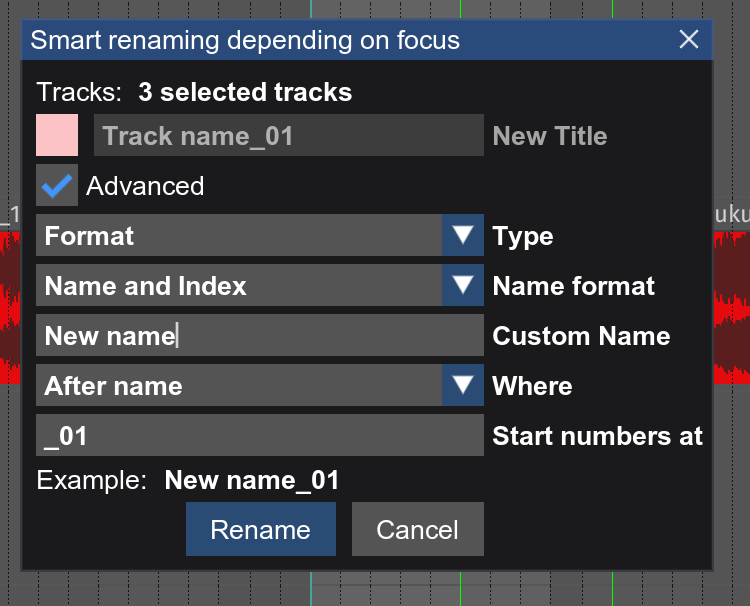 Smart renaming depending on focus
Tracks: 3 selected tracks
Track name_01 New Title
Advanced
Format Type
Name and Index Name format
_1
uku
New name Custom Name
After name Where
_01 Start numbers at
Example: New name_01
Rename Cancel